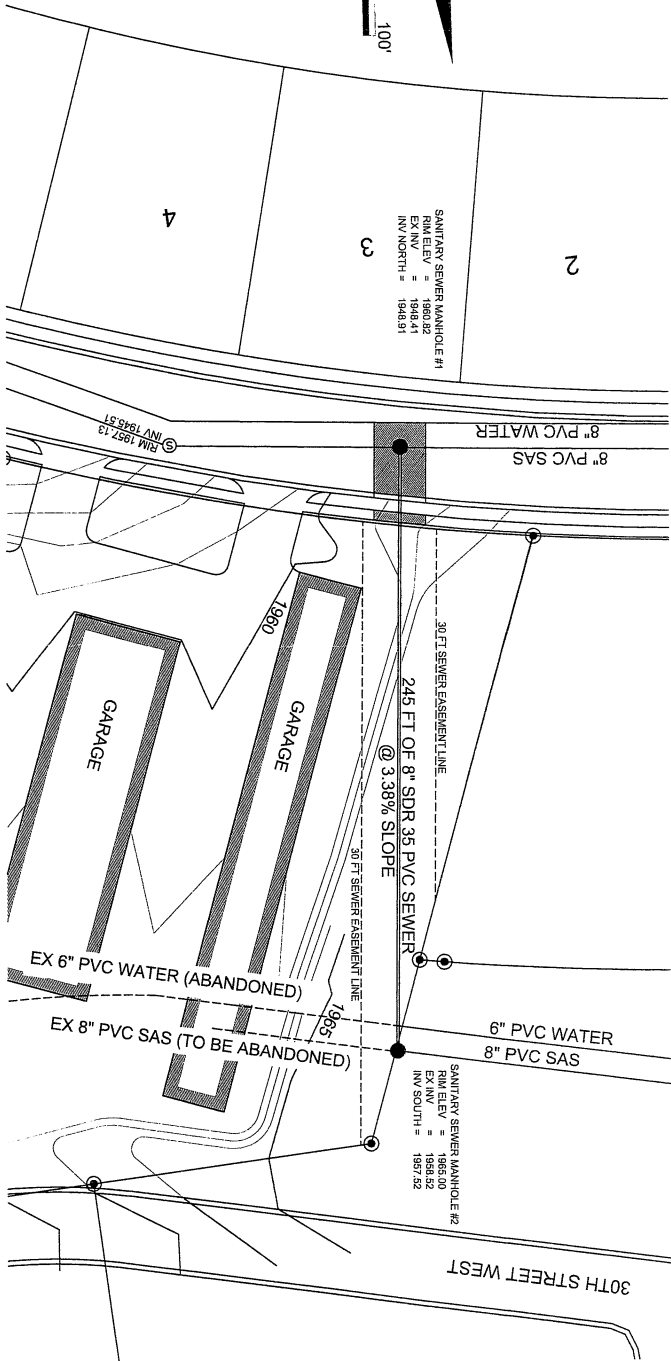 100'
4
3
2
SANITARY SEWER MANHOLE #1
RIM ELEV = 1960.82
EX INV = 1948.41
INV NORTH = 1948.91
RIM 1957.13
INV 1945.51
S
8" PVC WATER
8" PVC SAS
1960
GARAGE
GARAGE
30 FT SEWER EASEMENT LINE
245 FT OF 8" SDR 35 PVC SEWER
@ 3.38% SLOPE
30 FT SEWER EASEMENT LINE
EX 6" PVC WATER (ABANDONED)
EX 8" PVC SAS (TO BE ABANDONED)
1965
6" PVC WATER
8" PVC SAS
SANITARY SEWER MANHOLE #2
RIM ELEV = 1965.00
EX INV = 1958.52
INV SOUTH = 1957.52
30TH STREET WEST